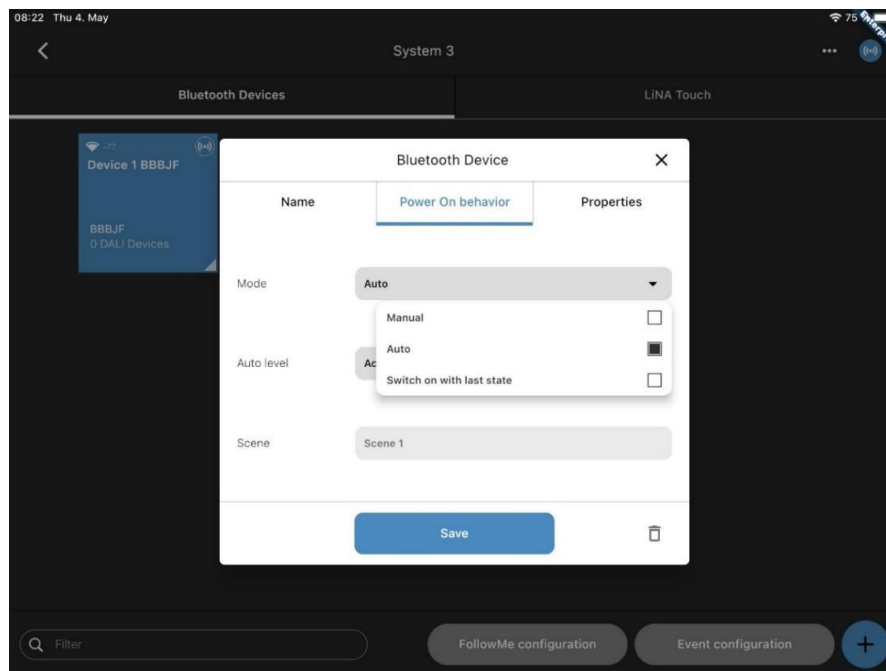 08:22 Thu 4. May
75
System 3
Bluetooth Devices
LiNA Touch
-77
Device 1 BBBJF
BBBJF
0 DALI Devices
Bluetooth Device
Name
Power On behavior
Properties
Mode
Auto
Manual
Auto
Switch on with last state
Auto level
Scene
Scene 1
Save
Filter
FollowMe configuration
Event configuration